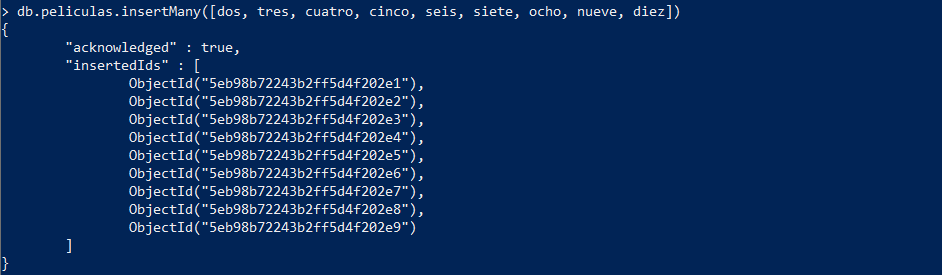 > db.peliculas.insertMany([dos, tres, cuatro, cinco, seis, siete, ocho, nueve, diez])
{
        "acknowledged" : true,
        "insertedIds" : [
                ObjectId("5eb98b72243b2ff5d4f202e1"),
                ObjectId("5eb98b72243b2ff5d4f202e2"),
                ObjectId("5eb98b72243b2ff5d4f202e3"),
                ObjectId("5eb98b72243b2ff5d4f202e4"),
                ObjectId("5eb98b72243b2ff5d4f202e5"),
                ObjectId("5eb98b72243b2ff5d4f202e6"),
                ObjectId("5eb98b72243b2ff5d4f202e7"),
                ObjectId("5eb98b72243b2ff5d4f202e8"),
                ObjectId("5eb98b72243b2ff5d4f202e9")
        ]
}